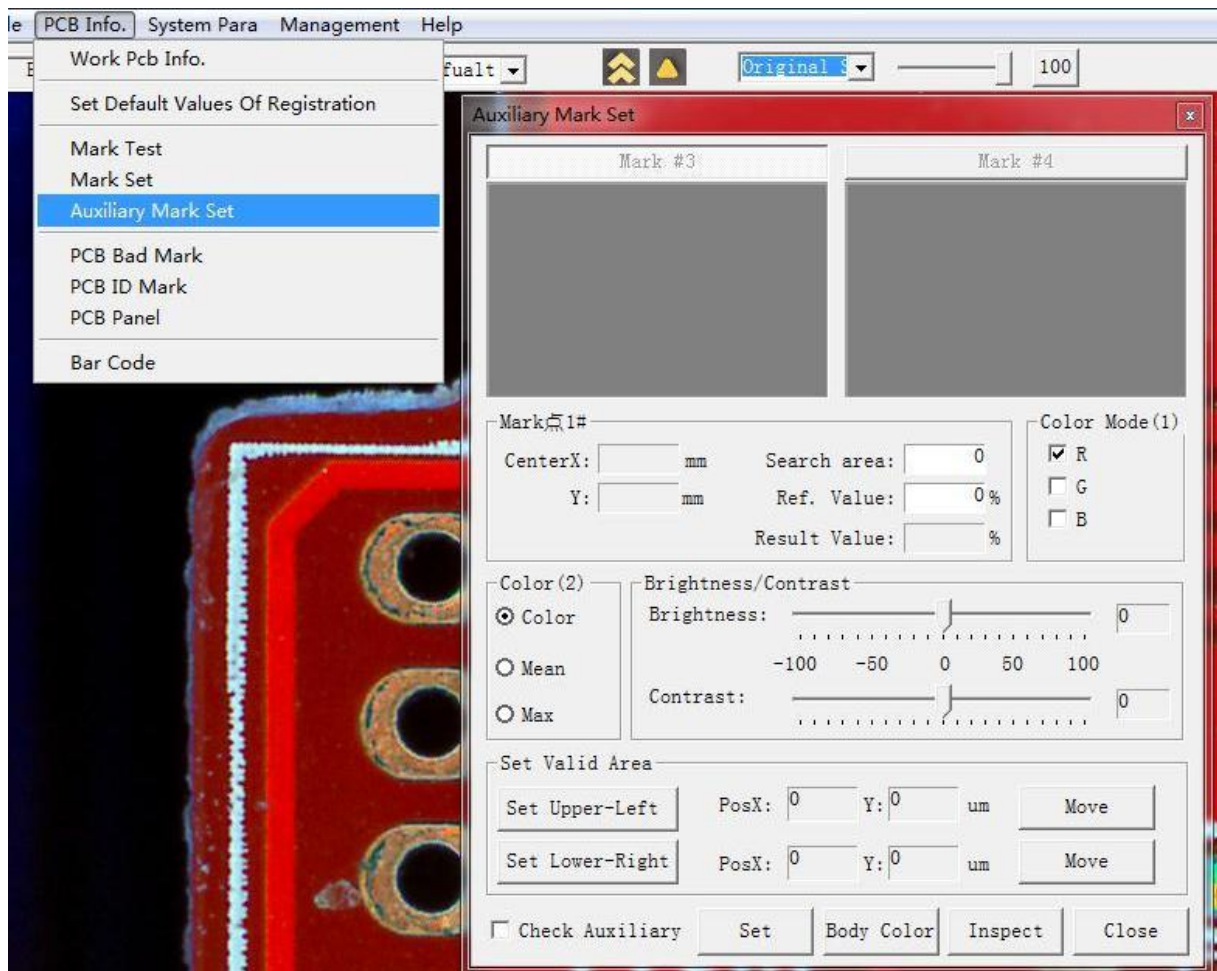 le PCB Info. System Para Management Help
Work Pcb Info.
fualt
Original S
100
Set Default Values Of Registration
Mark Test
Mark Set
Auxiliary Mark Set
PCB Bad Mark
PCB ID Mark
PCB Panel
Bar Code
Auxiliary Mark Set
Mark #3
Mark #4
Mark点1#
CenterX: mm Search area: 0
Y: mm Ref. Value: 0 %
Result Value: %
Color Mode(1)
R
G
B
Color(2)
Color
Mean
Max
Brightness/Contrast
Brightness: 0
-100 -50 0 50 100
Contrast: 0
Set Valid Area
Set Upper-Left PosX: 0 Y: 0 um Move
Set Lower-Right PosX: 0 Y: 0 um Move
Check Auxiliary Set Body Color Inspect Close